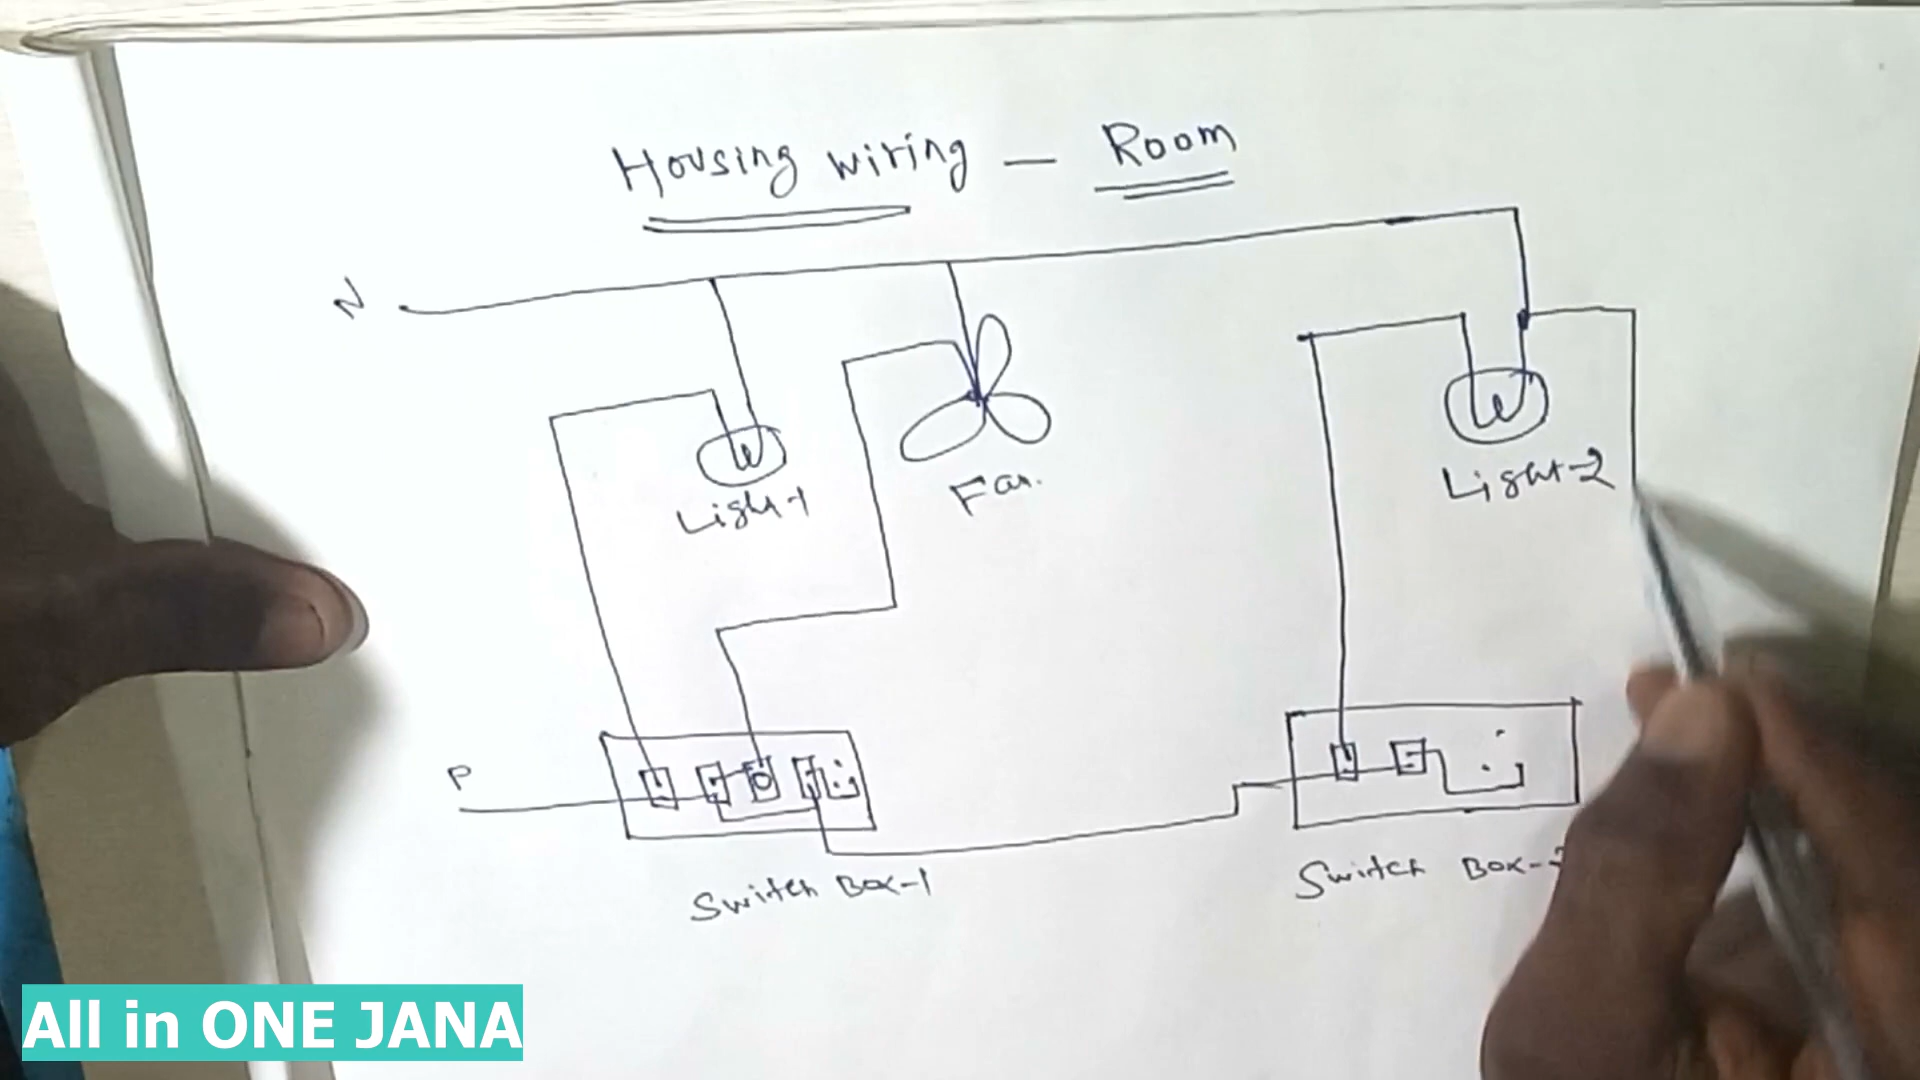 Housing wiring — Room
N
Light-1
Fan.
Light-2
P
Switch Box-1
Switch Box-
All in ONE JANA